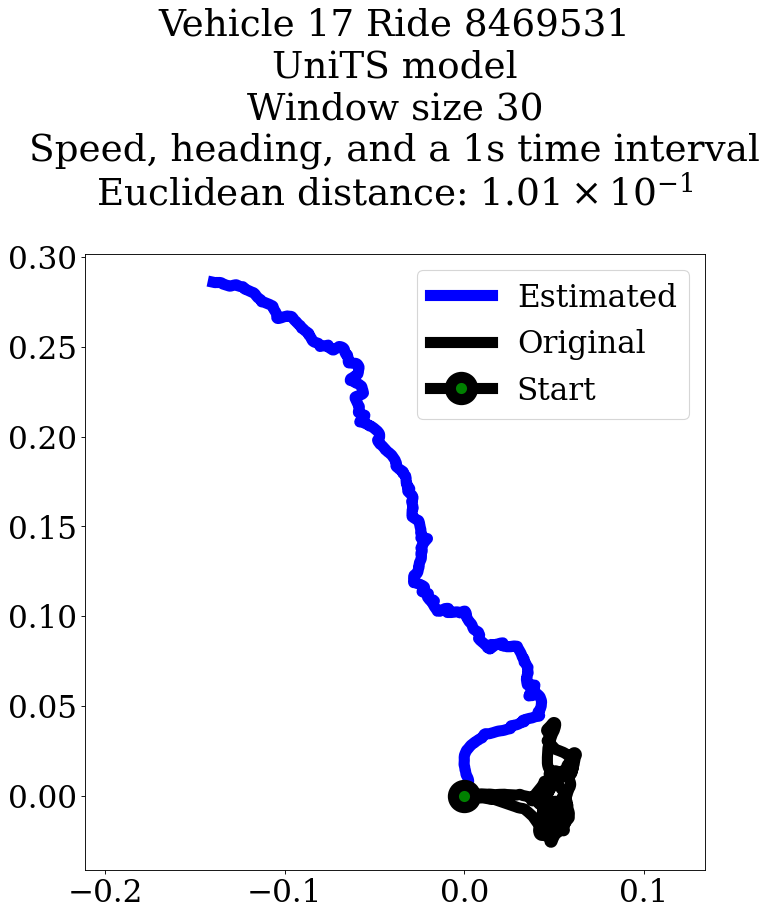 Vehicle 17 Ride 8469531
UniTS model
Window size 30
Speed, heading, and a 1s time interval
Euclidean distance: 1.01 × 10⁻¹
0.30
0.25
0.20
0.15
0.10
0.05
0.00
−0.2 −0.1 0.0 0.1
Estimated
Original
Start